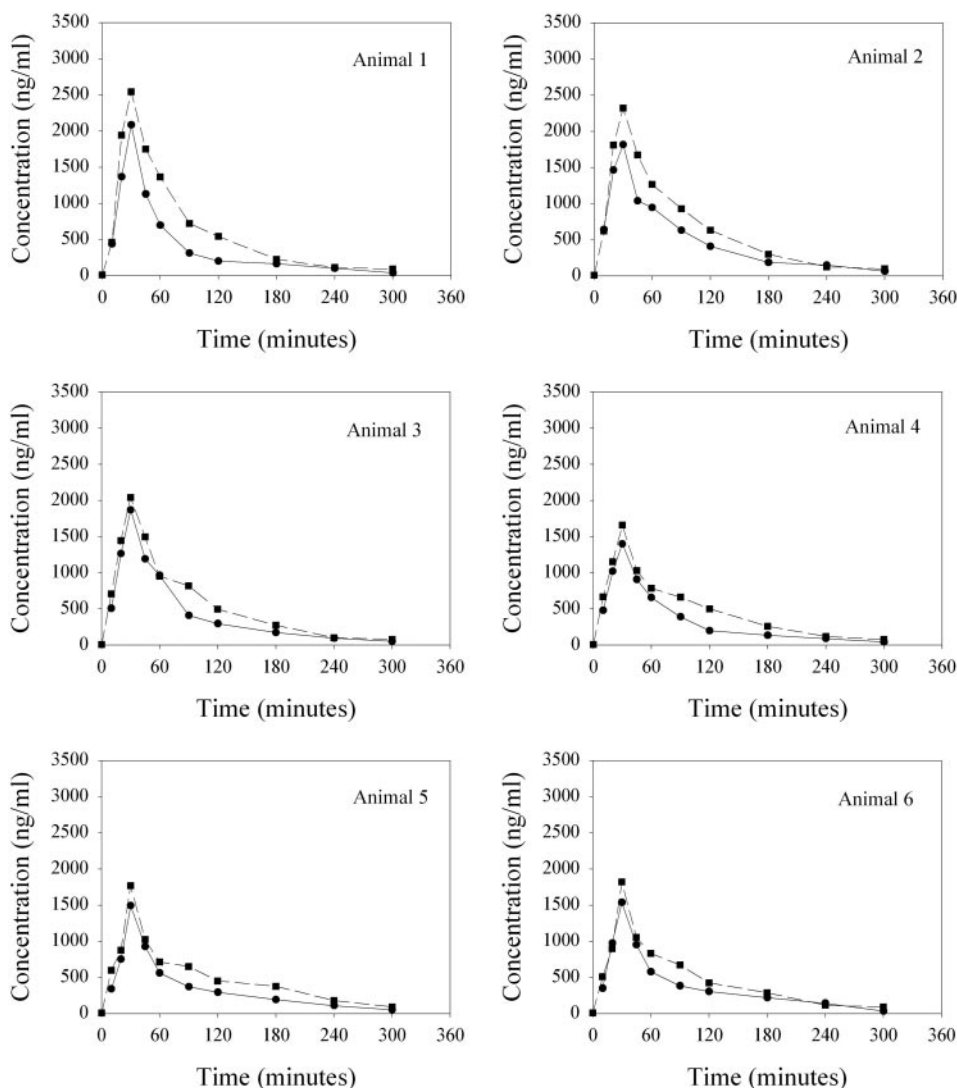 Concentration (ng/ml)
3500
3000
2500
2000
1500
1000
500
0
Animal 1
0 60 120 180 240 300 360
Time (minutes)
Concentration (ng/ml)
3500
3000
2500
2000
1500
1000
500
0
Animal 2
0 60 120 180 240 300 360
Time (minutes)
Concentration (ng/ml)
3500
3000
2500
2000
1500
1000
500
0
Animal 3
0 60 120 180 240 300 360
Time (minutes)
Concentration (ng/ml)
3500
3000
2500
2000
1500
1000
500
0
Animal 4
0 60 120 180 240 300 360
Time (minutes)
Concentration (ng/ml)
3500
3000
2500
2000
1500
1000
500
0
Animal 5
0 60 120 180 240 300 360
Time (minutes)
Concentration (ng/ml)
3500
3000
2500
2000
1500
1000
500
0
Animal 6
0 60 120 180 240 300 360
Time (minutes)